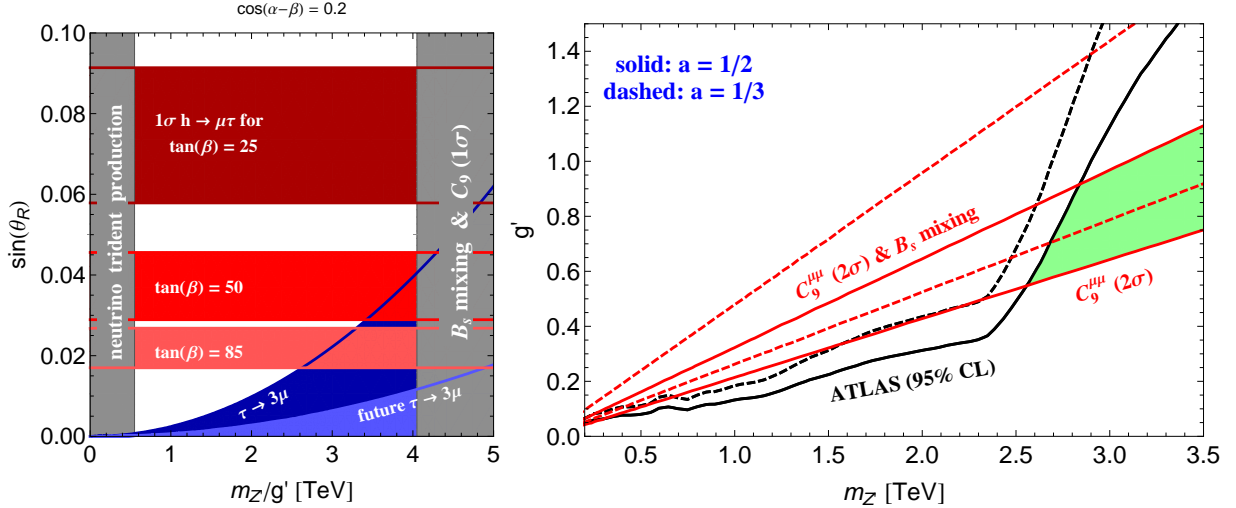 cos(α−β) = 0.2
0.10
0.08
0.06
0.04
0.02
0.00
sin(θR)
neutrino trident production
1σ h → μτ for
tan(β) = 25
tan(β) = 50
tan(β) = 85
τ → 3μ
future τ → 3μ
Bs mixing & C9 (1σ)
0 1 2 3 4 5
mZ'/g' [TeV]
1.4
1.2
1.0
0.8
0.6
0.4
0.2
0.0
g'
solid: a = 1/2
dashed: a = 1/3
C9^μμ (2σ) & Bs mixing
C9^μμ (2σ)
ATLAS (95% CL)
0.5 1.0 1.5 2.0 2.5 3.0 3.5
mZ' [TeV]